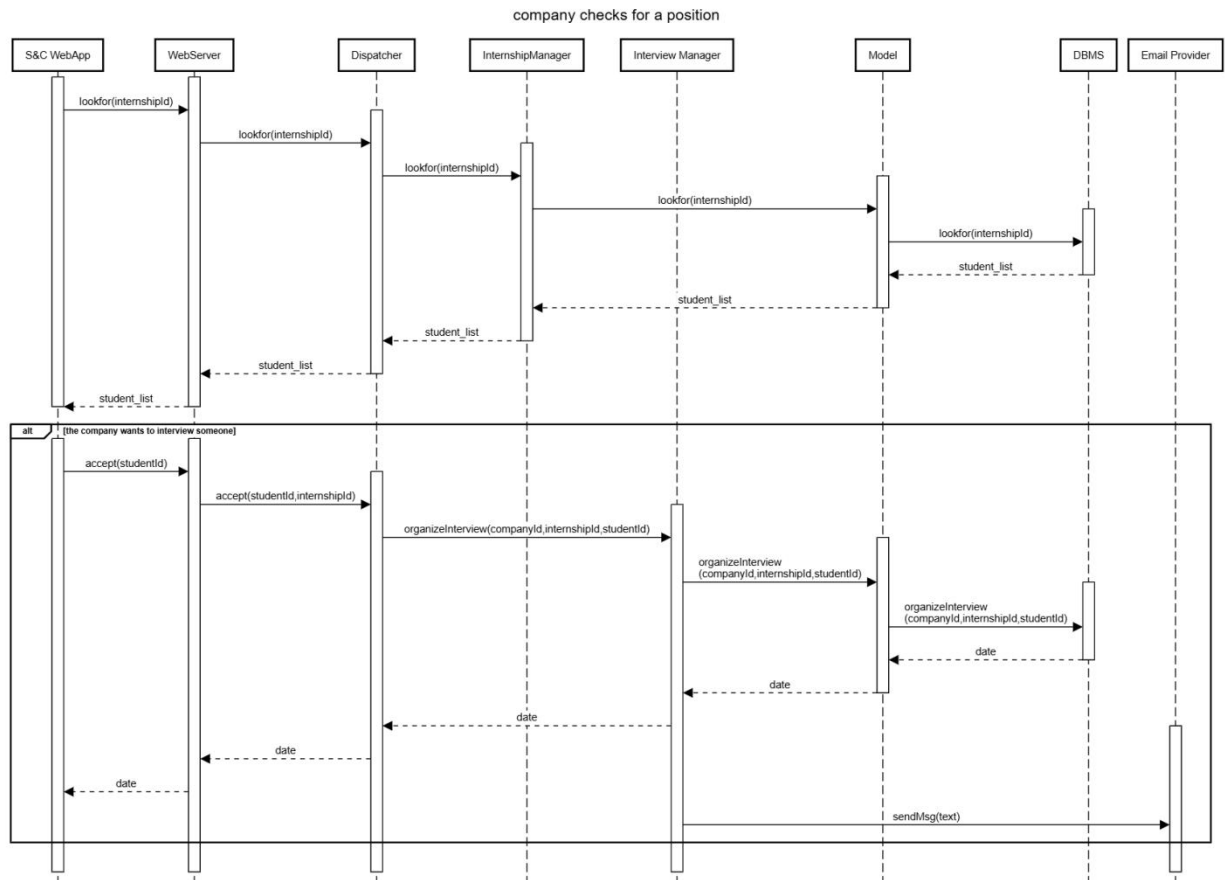 company checks for a position
S&C WebApp
WebServer
Dispatcher
InternshipManager
Interview Manager
Model
DBMS
Email Provider
lookfor(internshipId)
lookfor(internshipId)
lookfor(internshipId)
lookfor(internshipId)
lookfor(internshipId)
student_list
student_list
student_list
student_list
student_list
alt
[the company wants to interview someone]
accept(studentId)
accept(studentId,internshipId)
organizeInterview(companyId,internshipId,studentId)
organizeInterview
(companyId,internshipId,studentId)
organizeInterview
(companyId,internshipId,studentId)
date
date
date
date
date
sendMsg(text)